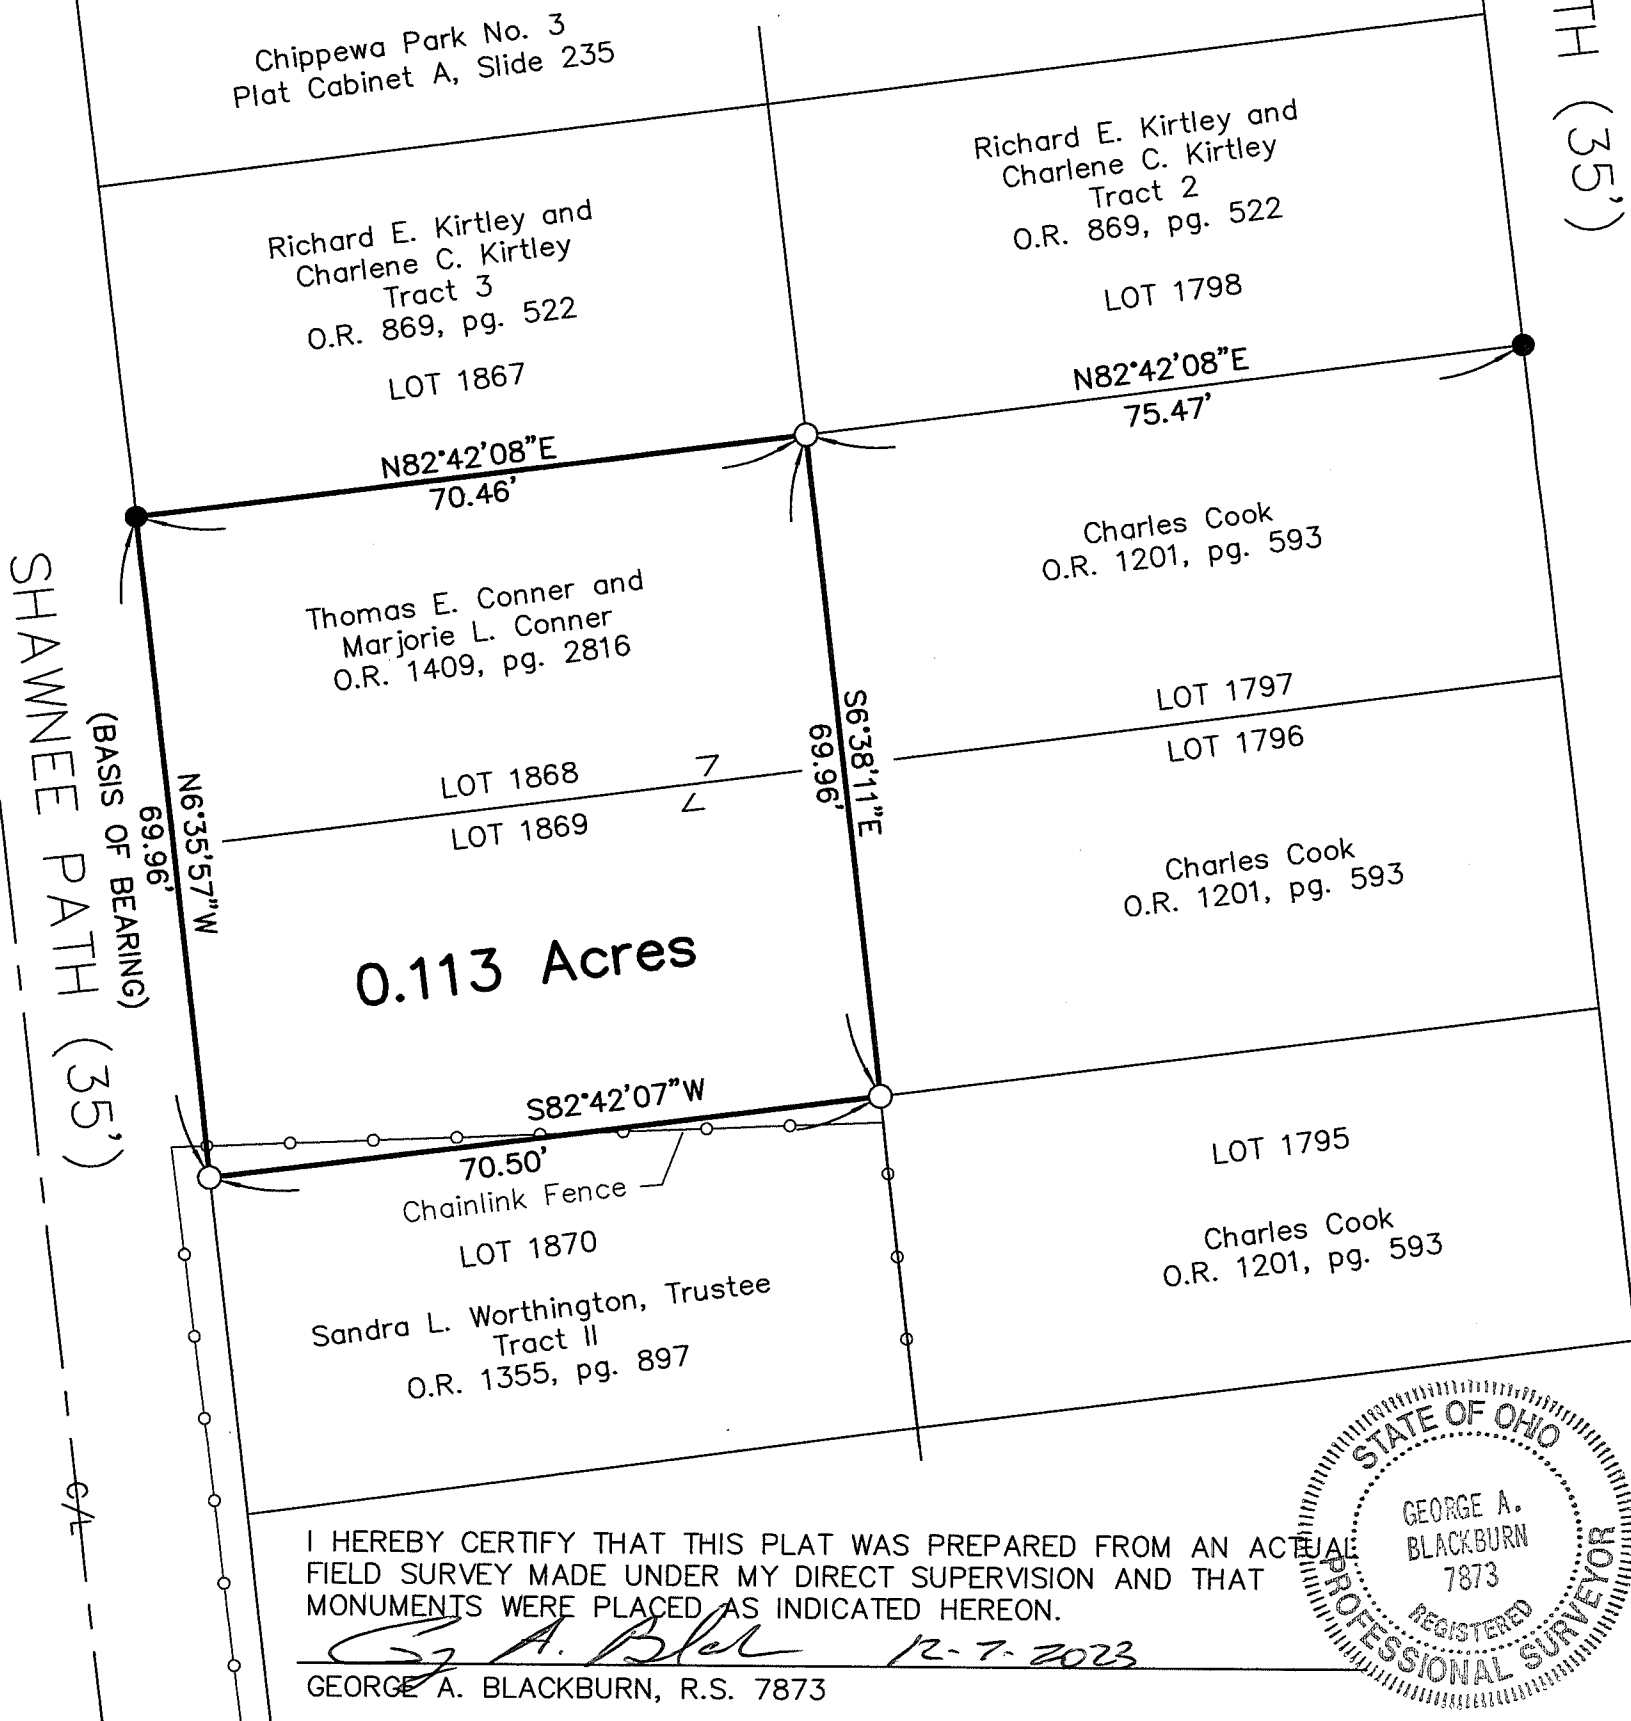 Chippewa Park No. 3
Plat Cabinet A, Slide 235
TH (35')
Richard E. Kirtley and
Charlene C. Kirtley
Tract 2
O.R. 869, pg. 522
LOT 1798
Richard E. Kirtley and
Charlene C. Kirtley
Tract 3
O.R. 869, pg. 522
LOT 1867
N82°42'08"E
75.47'
N82°42'08"E
70.46'
Charles Cook
O.R. 1201, pg. 593
Thomas E. Conner and
Marjorie L. Conner
O.R. 1409, pg. 2816
SHAWNEE PATH (35')
(BASIS OF BEARING)
N6°35'57"W
69.96'
S6°38'11"E
69.96'
LOT 1797
LOT 1796
LOT 1868
LOT 1869
Charles Cook
O.R. 1201, pg. 593
0.113 Acres
S82°42'07"W
70.50'
Chainlink Fence
LOT 1870
Sandra L. Worthington, Trustee
Tract II
O.R. 1355, pg. 897
LOT 1795
Charles Cook
O.R. 1201, pg. 593
C/L
I HEREBY CERTIFY THAT THIS PLAT WAS PREPARED FROM AN ACTUAL
FIELD SURVEY MADE UNDER MY DIRECT SUPERVISION AND THAT
MONUMENTS WERE PLACED AS INDICATED HEREON.
12-7-2023
GEORGE A. BLACKBURN, R.S. 7873
STATE OF OHIO
GEORGE A.
BLACKBURN
7873
REGISTERED
PROFESSIONAL SURVEYOR